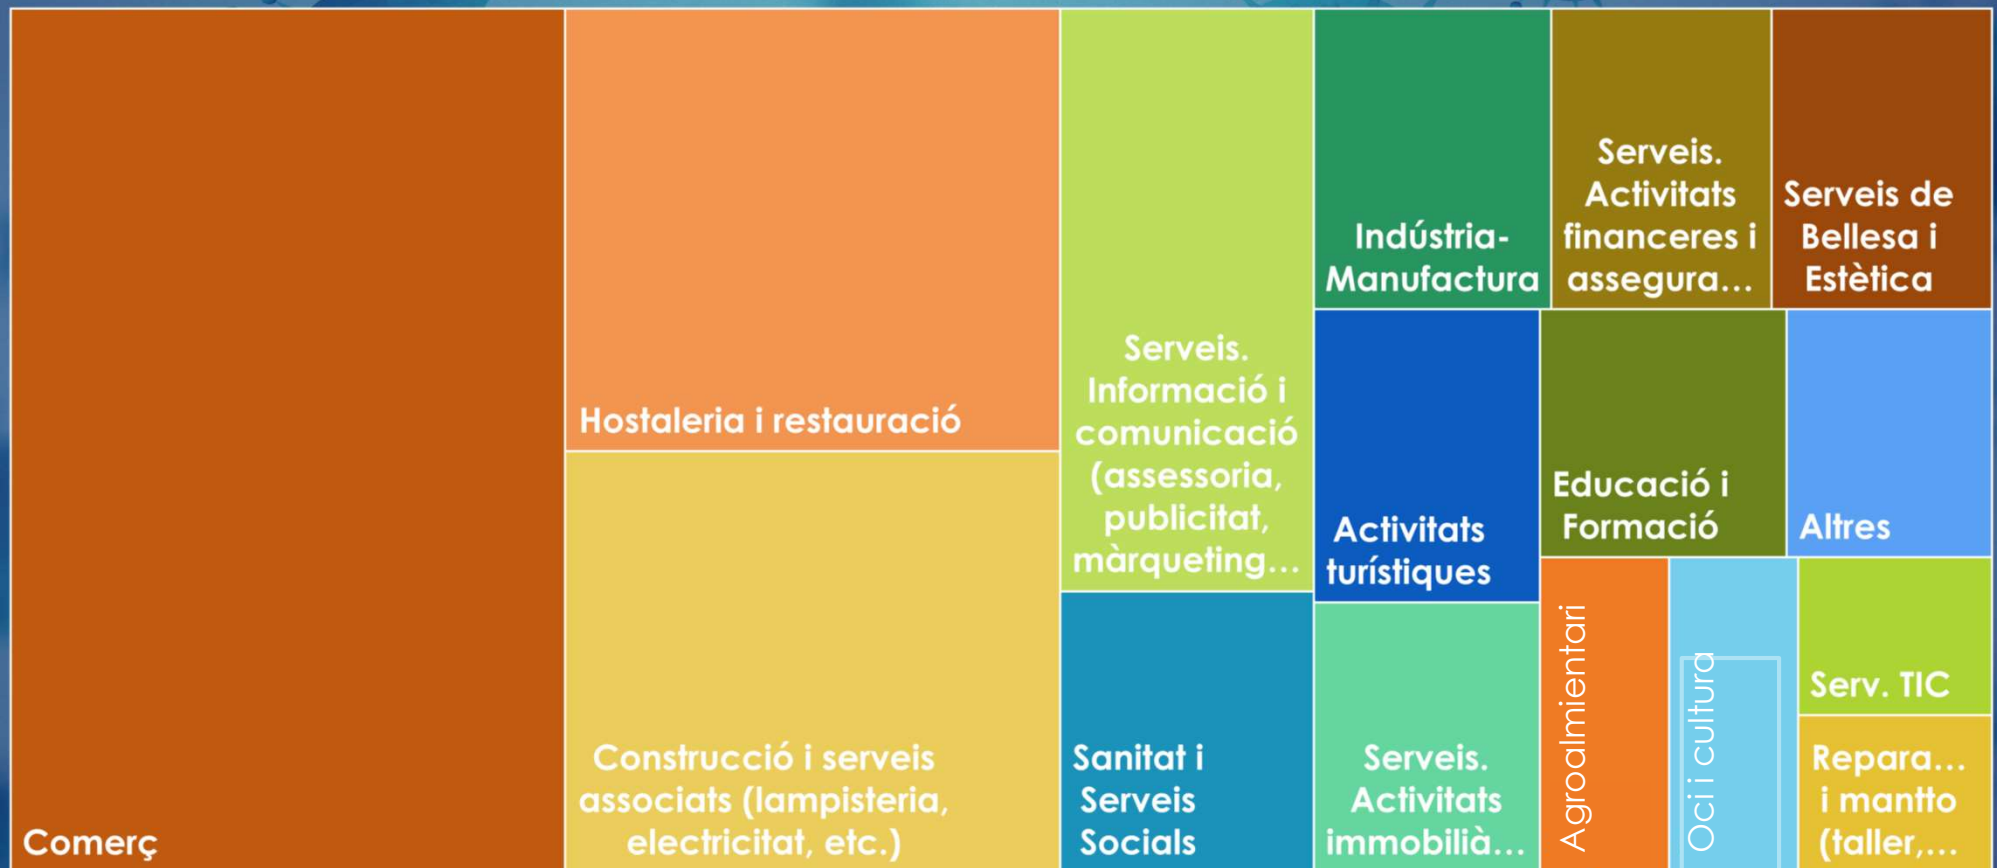 Comerç
Hostaleria i restauració
Construcció i serveis
associats (lampisteria,
electricitat, etc.)
Serveis.
Informació i
comunicació
(assessoria,
publicitat,
màrqueting...
Sanitat i
Serveis
Socials
Indústria-
Manufactura
Serveis.
Activitats
financeres i
assegura...
Serveis de
Bellesa i
Estètica
Activitats
turístiques
Educació i
Formació
Altres
Serveis.
Activitats
immobilià...
Agroalmientari
Oci i cultura
Serv. TIC
Repara...
i mantto
(taller,...